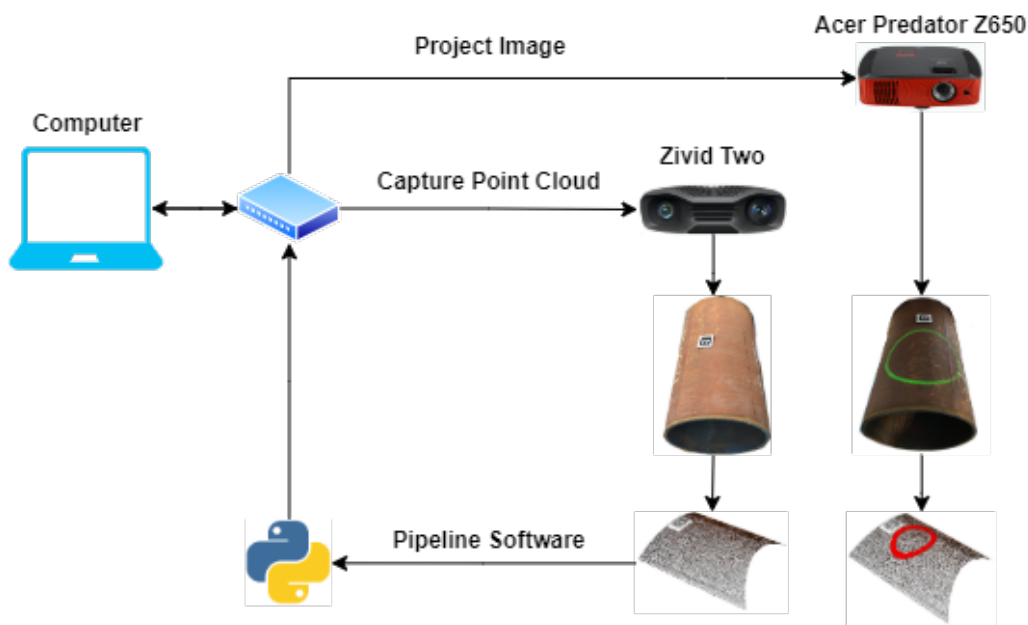 Acer Predator Z650
Project Image
Computer
Zivid Two
Capture Point Cloud
Pipeline Software